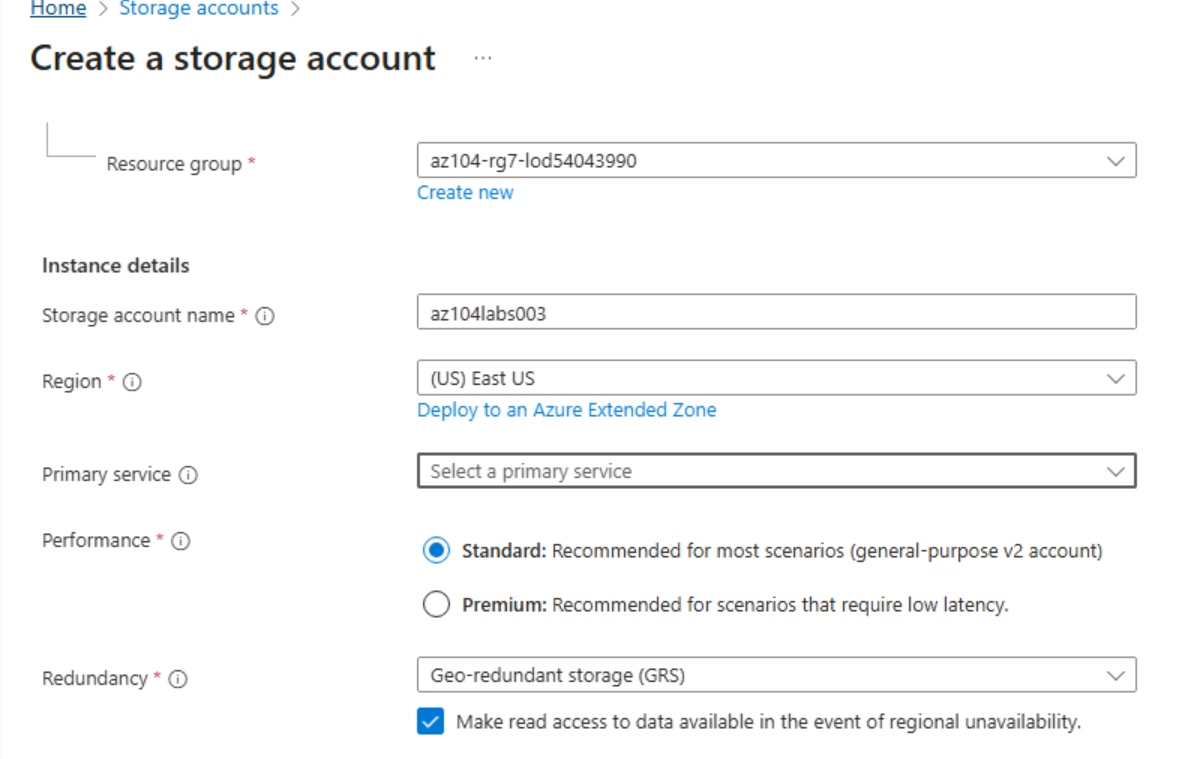 Home > Storage accounts >
Create a storage account ...
Resource group *
az104-rg7-lod54043990
Create new
Instance details
Storage account name *
az104labs003
Region *
(US) East US
Deploy to an Azure Extended Zone
Primary service
Select a primary service
Performance *
Standard: Recommended for most scenarios (general-purpose v2 account)
Premium: Recommended for scenarios that require low latency.
Redundancy *
Geo-redundant storage (GRS)
Make read access to data available in the event of regional unavailability.